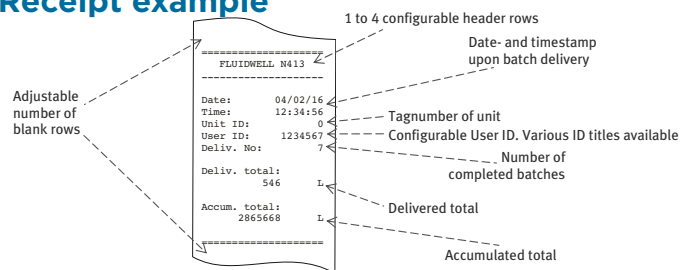 Receipt example
1 to 4 configurable header rows
Date- and timestamp
upon batch delivery
Adjustable
number of
blank rows
========================
FLUIDWELL N413
------------------------
Date: 04/02/16
Time: 12:34:56
Unit ID: 0
User ID: 1234567
Deliv. No: 7
Deliv. total:
546 L
Accum. total:
2865668 L
========================
Tagnumber of unit
Configurable User ID. Various ID titles available
Number of
completed batches
Delivered total
Accumulated total